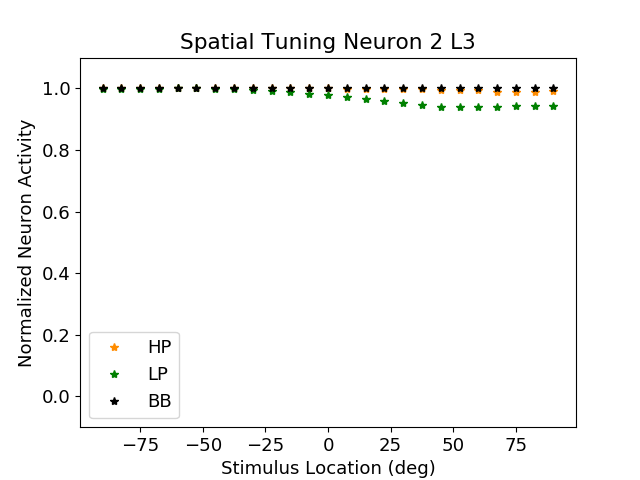 Spatial Tuning Neuron 2 L3
Normalized Neuron Activity
1.0
0.8
0.6
0.4
0.2
0.0
HP
LP
BB
−75 −50 −25 0 25 50 75
Stimulus Location (deg)